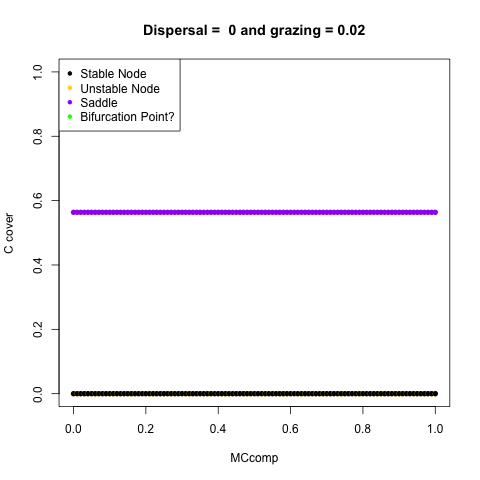 Dispersal =  0 and grazing = 0.02
Stable Node
Unstable Node
Saddle
Bifurcation Point?
1.0
0.8
0.6
0.4
0.2
0.0
C cover
0.0 0.2 0.4 0.6 0.8 1.0
MCcomp